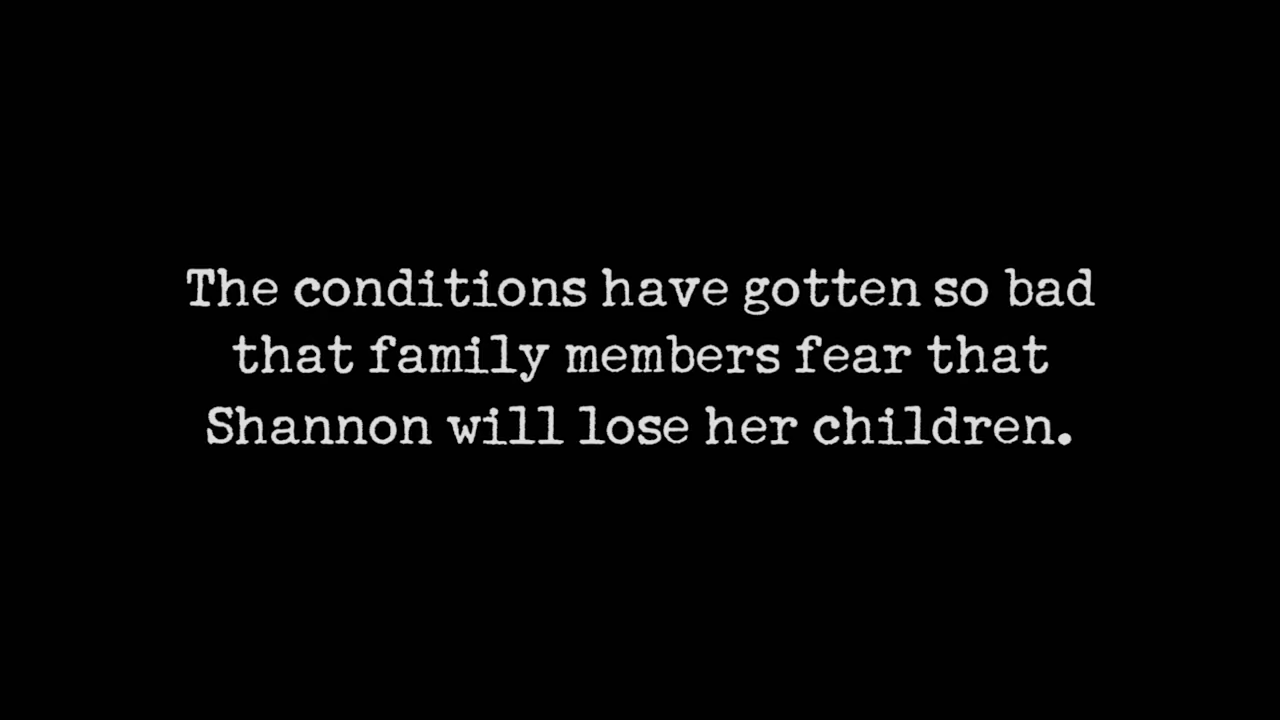 The conditions have gotten so bad
that family members fear that
Shannon will lose her children.